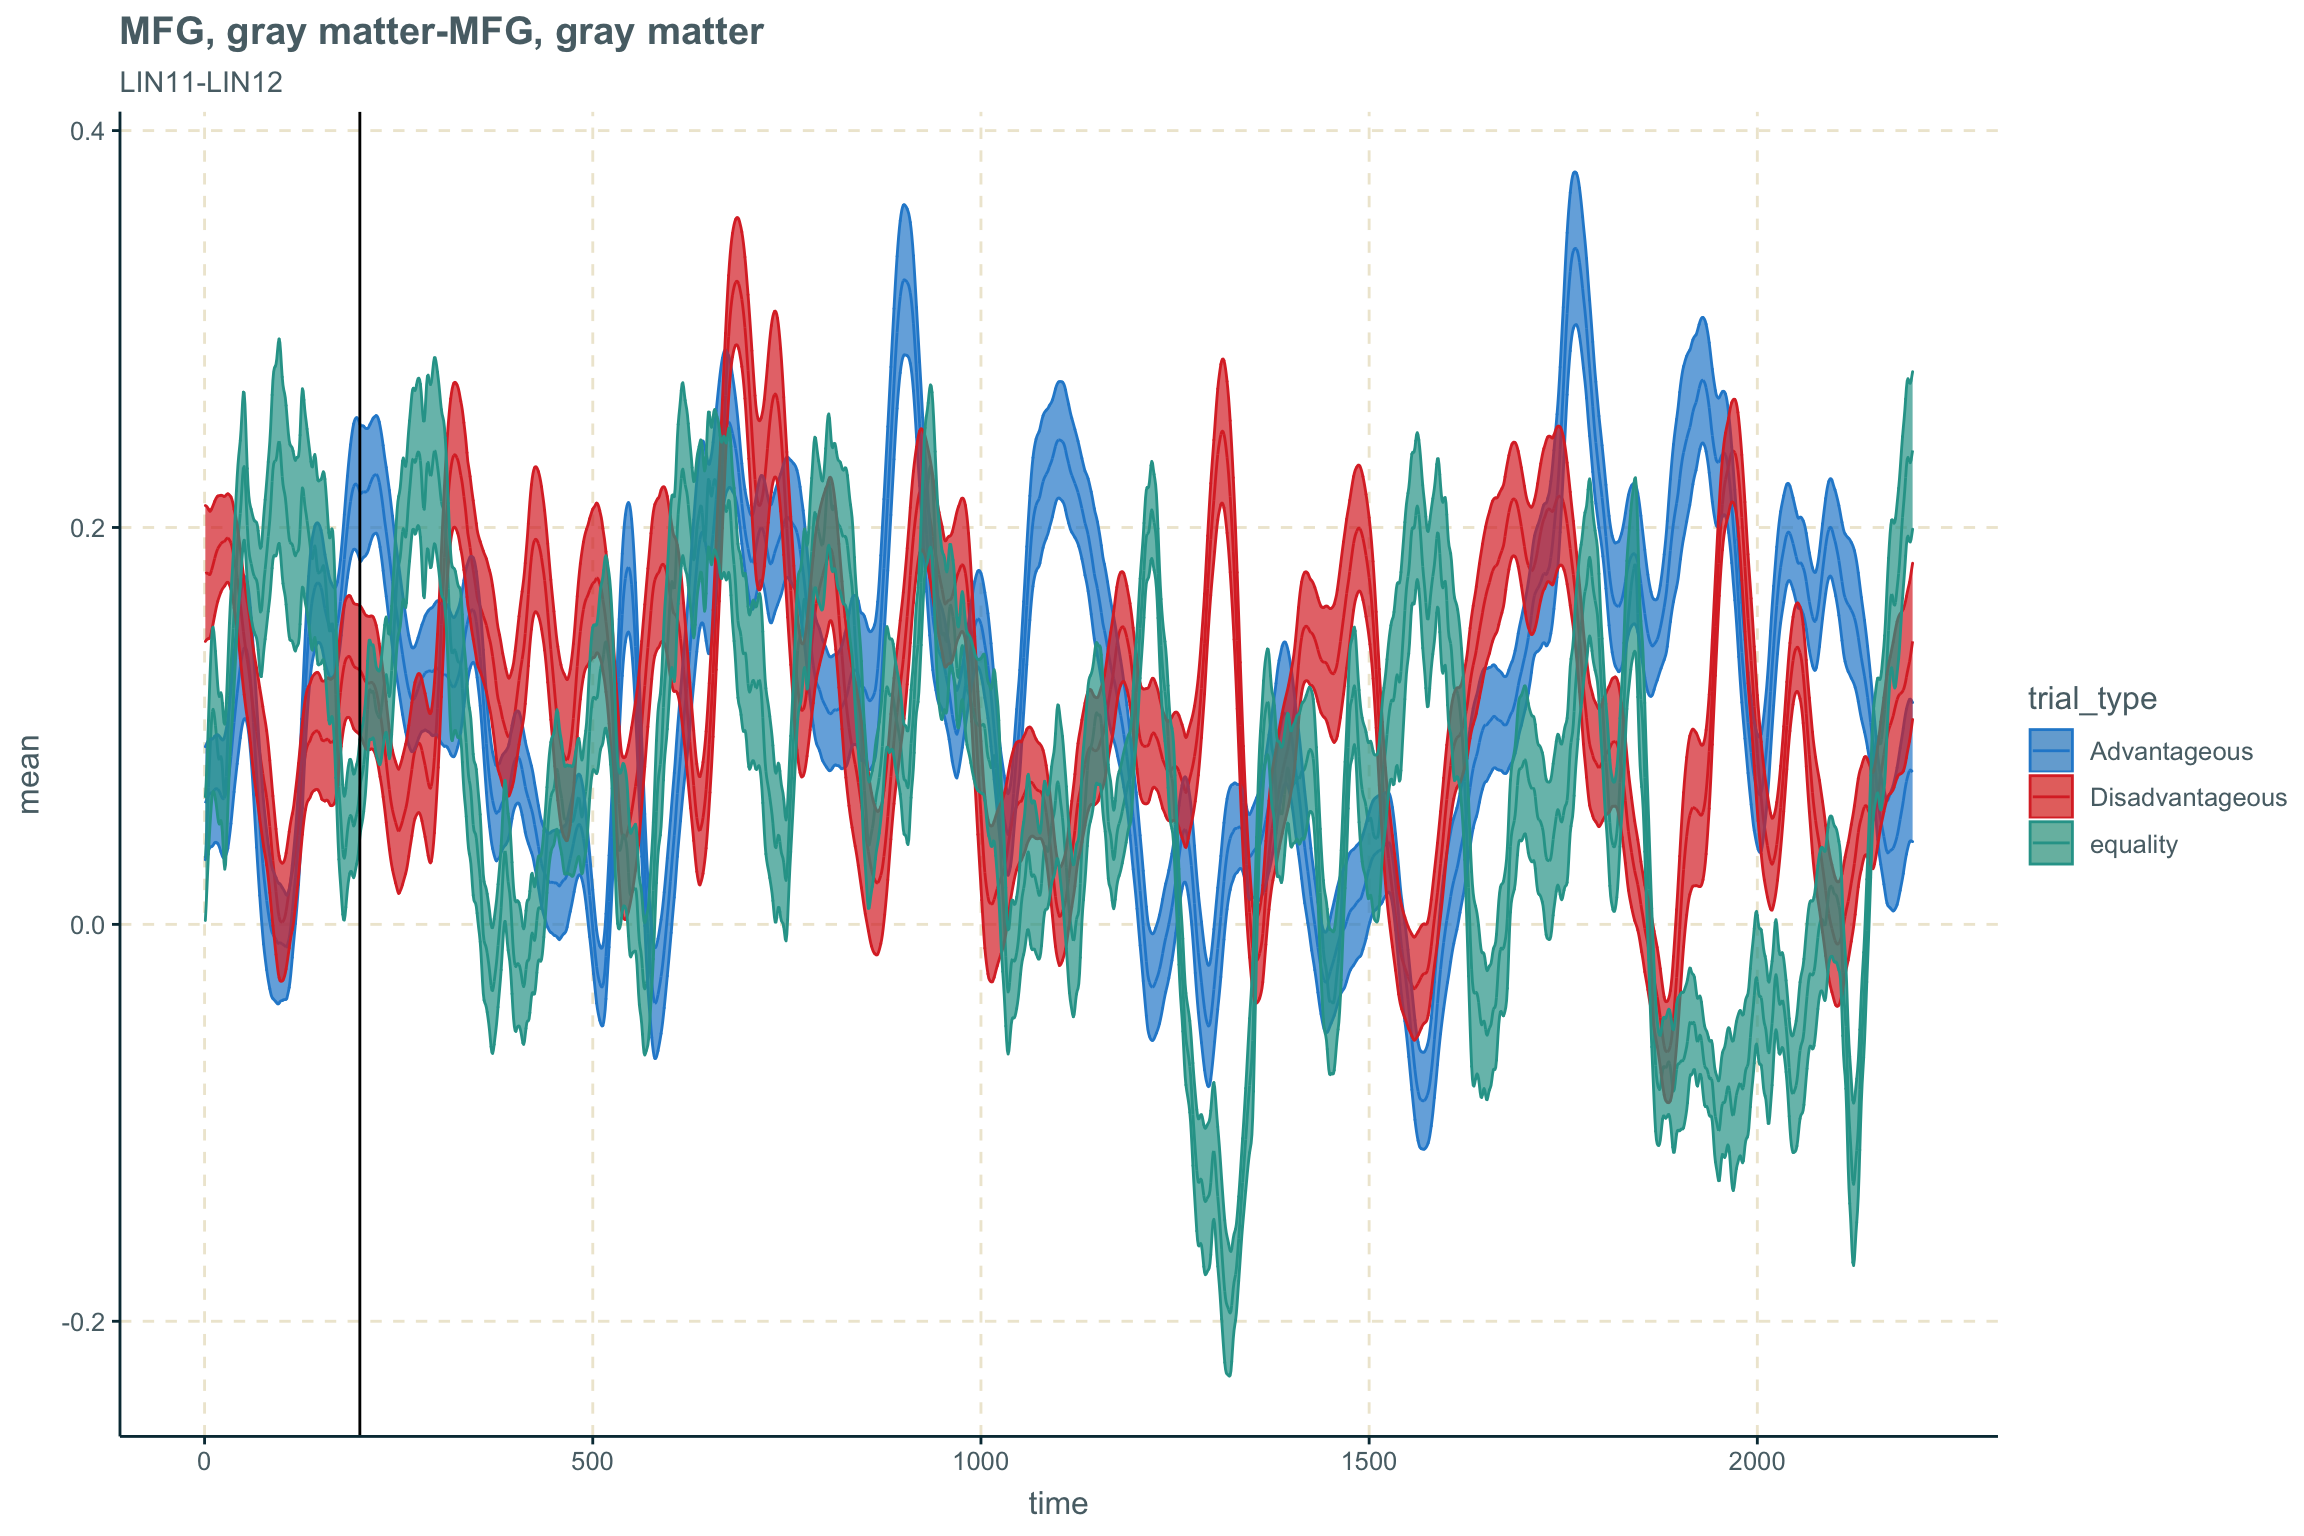 MFG, gray matter-MFG, gray matter
LIN11-LIN12
0.4
0.2
0.0
-0.2
mean
0
500
1000
1500
2000
time
trial_type
Advantageous
Disadvantageous
equality